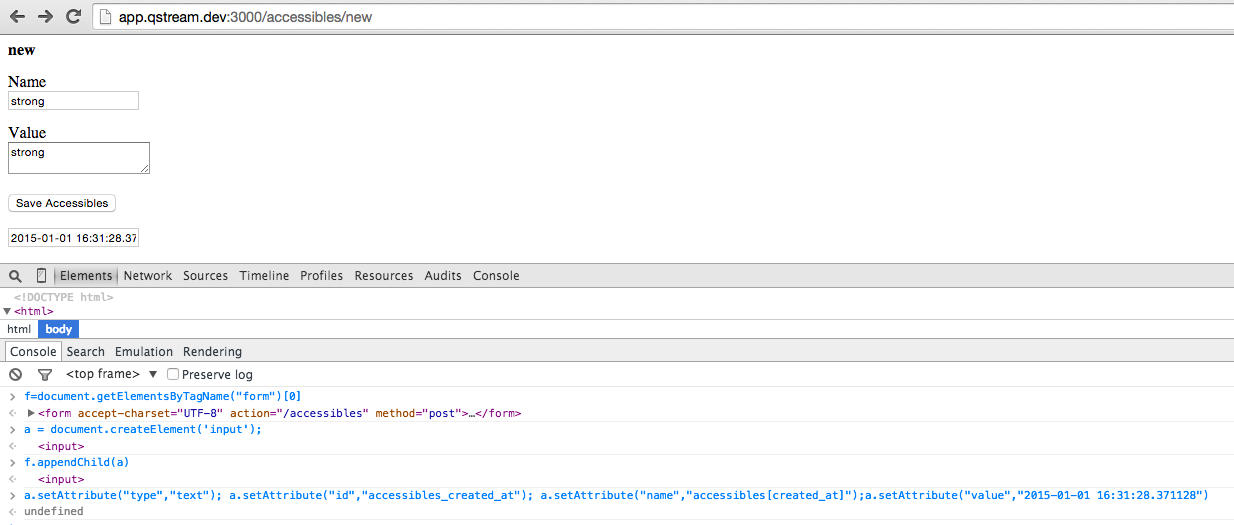 app.qstream.dev:3000/accessibles/new
new
Name
strong
Value
strong
Save Accessibles
2015-01-01 16:31:28.37
Elements Network Sources Timeline Profiles Resources Audits Console
<!DOCTYPE html>
▼<html>
html body
Console Search Emulation Rendering
<top frame> ▼ Preserve log
> f=document.getElementsByTagName("form")[0]
<· ▶<form accept-charset="UTF-8" action="/accessibles" method="post">…</form>
> a = document.createElement('input');
<· <input>
> f.appendChild(a)
<· <input>
> a.setAttribute("type","text"); a.setAttribute("id","accessibles_created_at"); a.setAttribute("name","accessibles[created_at]");a.setAttribute("value","2015-01-01 16:31:28.371128")
<· undefined